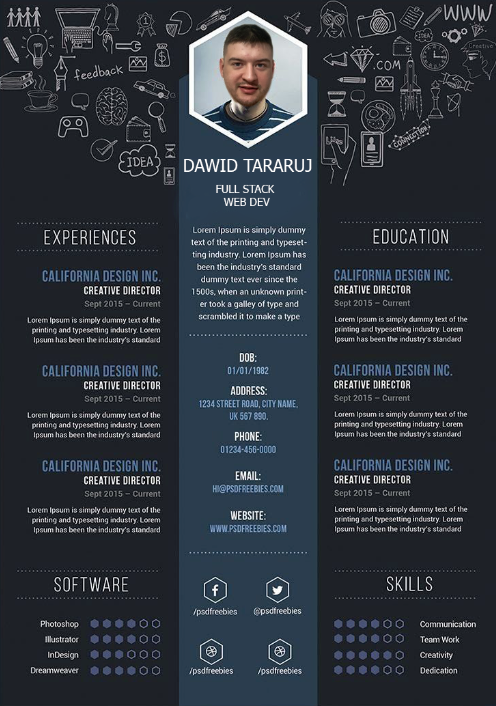 WWW
IDEA
Creative
feedback
.COM
IDEA
CONNECTION
DAWID TARARUJ
FULL STACK
WEB DEV
Lorem Ipsum is simply dummy
text of the printing and typeset-
ting industry. Lorem Ipsum has
been the industry's standard
dummy text ever since the
1500s, when an unknown print-
er took a galley of type and
scrambled it to make a type
DOB:
01/01/1982
ADDRESS:
1234 STREET ROAD, CITY NAME,
UK 567 890.
PHONE:
01234-456-0000
EMAIL:
HI@PSDFREEBIES.COM
WEBSITE:
WWW.PSDFREEBIES.COM
/psdfreebies
@psdfreebies
/psdfreebies
/psdfreebies
EXPERIENCES
CALIFORNIA DESIGN INC.
CREATIVE DIRECTOR
Sept 2015 – Current
Lorem Ipsum is simply dummy text of the
printing and typesetting industry. Lorem
Ipsum has been the industry's standard
CALIFORNIA DESIGN INC.
CREATIVE DIRECTOR
Sept 2015 – Current
Lorem Ipsum is simply dummy text of the
printing and typesetting industry. Lorem
Ipsum has been the industry's standard
CALIFORNIA DESIGN INC.
CREATIVE DIRECTOR
Sept 2015 – Current
Lorem Ipsum is simply dummy text of the
printing and typesetting industry. Lorem
Ipsum has been the industry's standard
SOFTWARE
Photoshop
Illustrator
InDesign
Dreamweaver
EDUCATION
CALIFORNIA DESIGN INC.
CREATIVE DIRECTOR
Sept 2015 – Current
Lorem Ipsum is simply dummy text of the
printing and typesetting industry. Lorem
Ipsum has been the industry's standard
CALIFORNIA DESIGN INC.
CREATIVE DIRECTOR
Sept 2015 – Current
Lorem Ipsum is simply dummy text of the
printing and typesetting industry. Lorem
Ipsum has been the industry's standard
CALIFORNIA DESIGN INC.
CREATIVE DIRECTOR
Sept 2015 – Current
Lorem Ipsum is simply dummy text of the
printing and typesetting industry. Lorem
Ipsum has been the industry's standard
SKILLS
Communication
Team Work
Creativity
Dedication